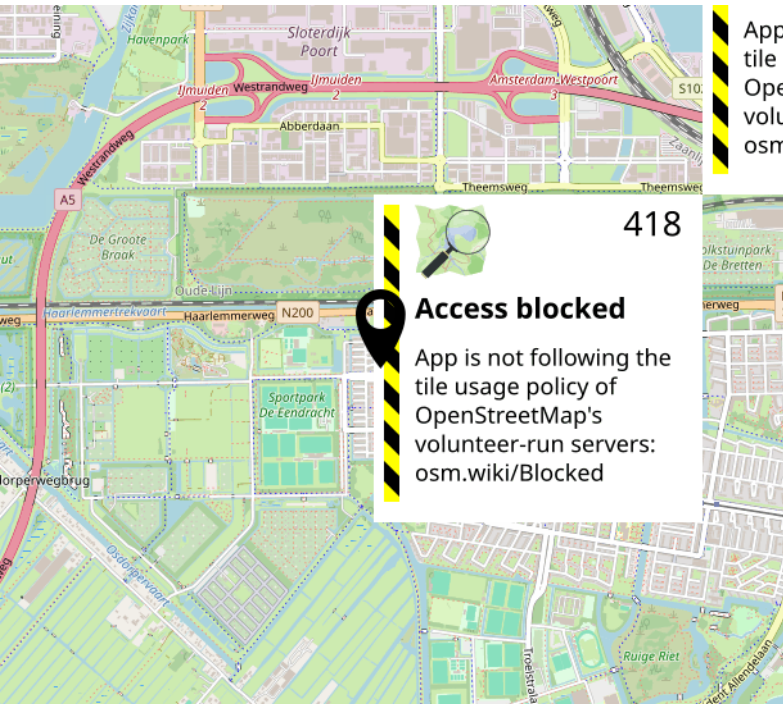 Sloterdijk
Poort
Havenpark
IJmuiden
2
Westrandweg
IJmuiden
2
Amsterdam-Westpoort
3
Abberdaan
Westrandweg
Theemsweg
Theemsweg
A5
De Groote
Braak
Oude Lijn
Haarlemmertrekvaart
Haarlemmerweg
N200
De Bretten
418
Access blocked
App is not following the
tile usage policy of
OpenStreetMap's
volunteer-run servers:
osm.wiki/Blocked
App
tile
Sportpark
De Eendracht
Osdorpervaart
Ruige Riet